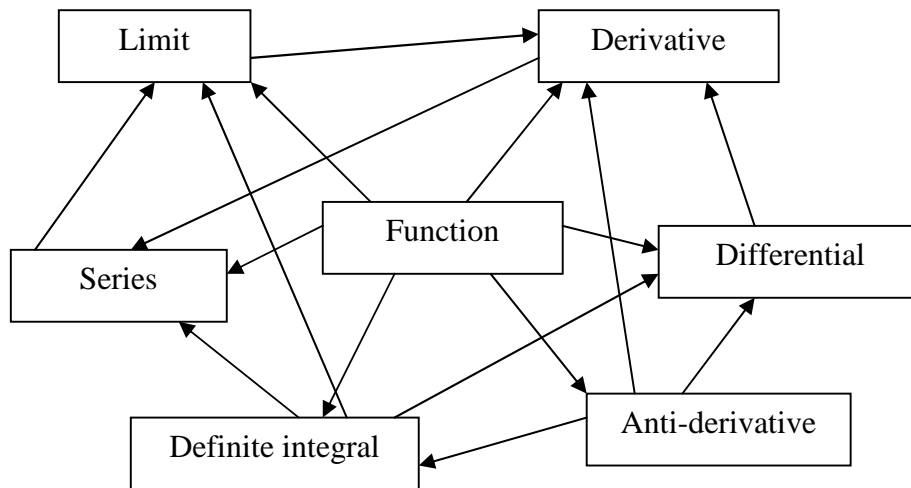 Limit
Derivative
Function
Series
Differential
Definite integral
Anti-derivative